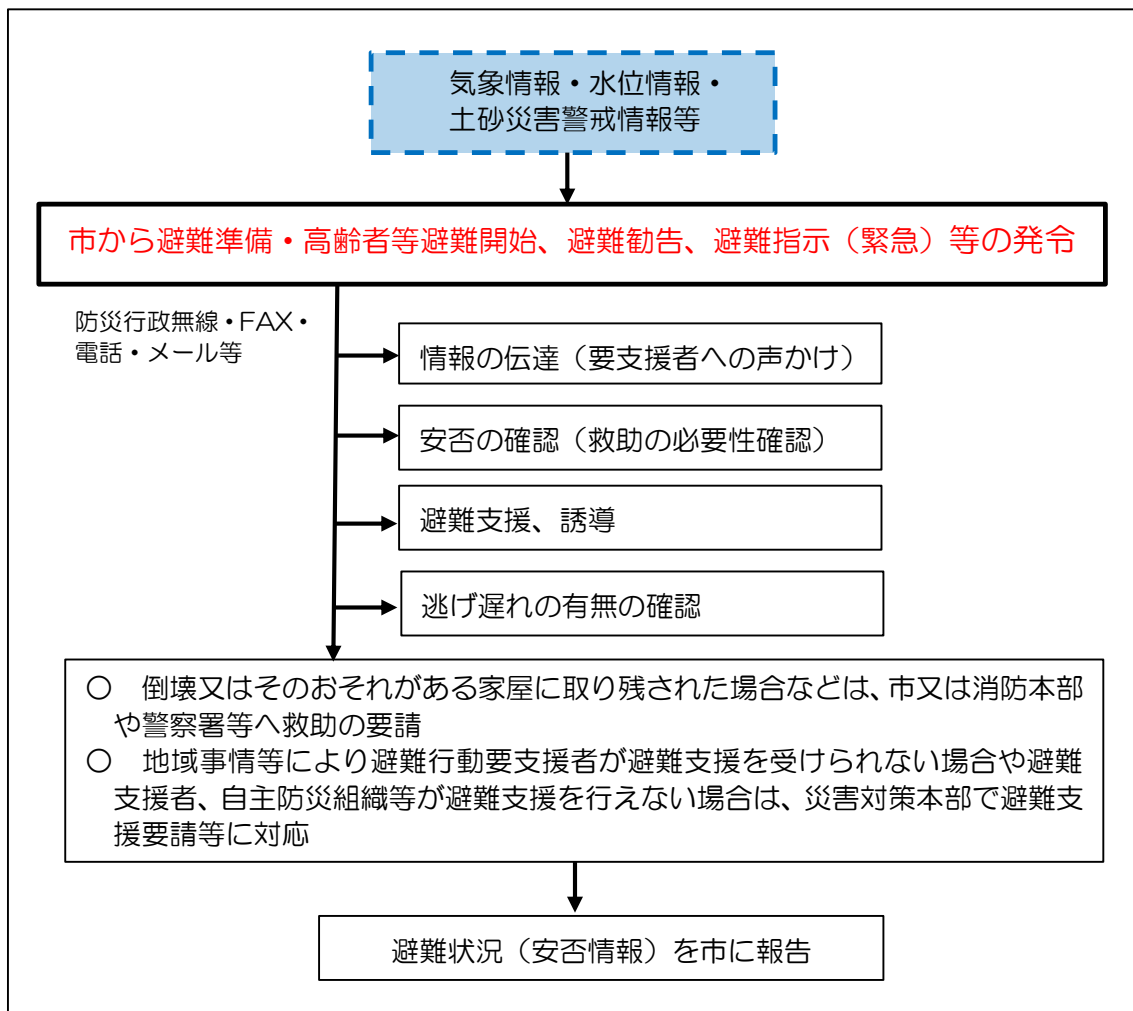 気象情報・水位情報・
土砂災害警戒情報等
市から避難準備・高齢者等避難開始、避難勧告、避難指示（緊急）等の発令
防災行政無線・FAX・
電話・メール等
情報の伝達（要支援者への声かけ）
安否の確認（救助の必要性確認）
避難支援、誘導
逃げ遅れの有無の確認
○　倒壊又はそのおそれがある家屋に取り残された場合などは、市又は消防本部
や警察署等へ救助の要請
○　地域事情等により避難行動要支援者が避難支援を受けられない場合や避難
支援者、自主防災組織等が避難支援を行えない場合は、災害対策本部で避難支
援要請等に対応
避難状況（安否情報）を市に報告